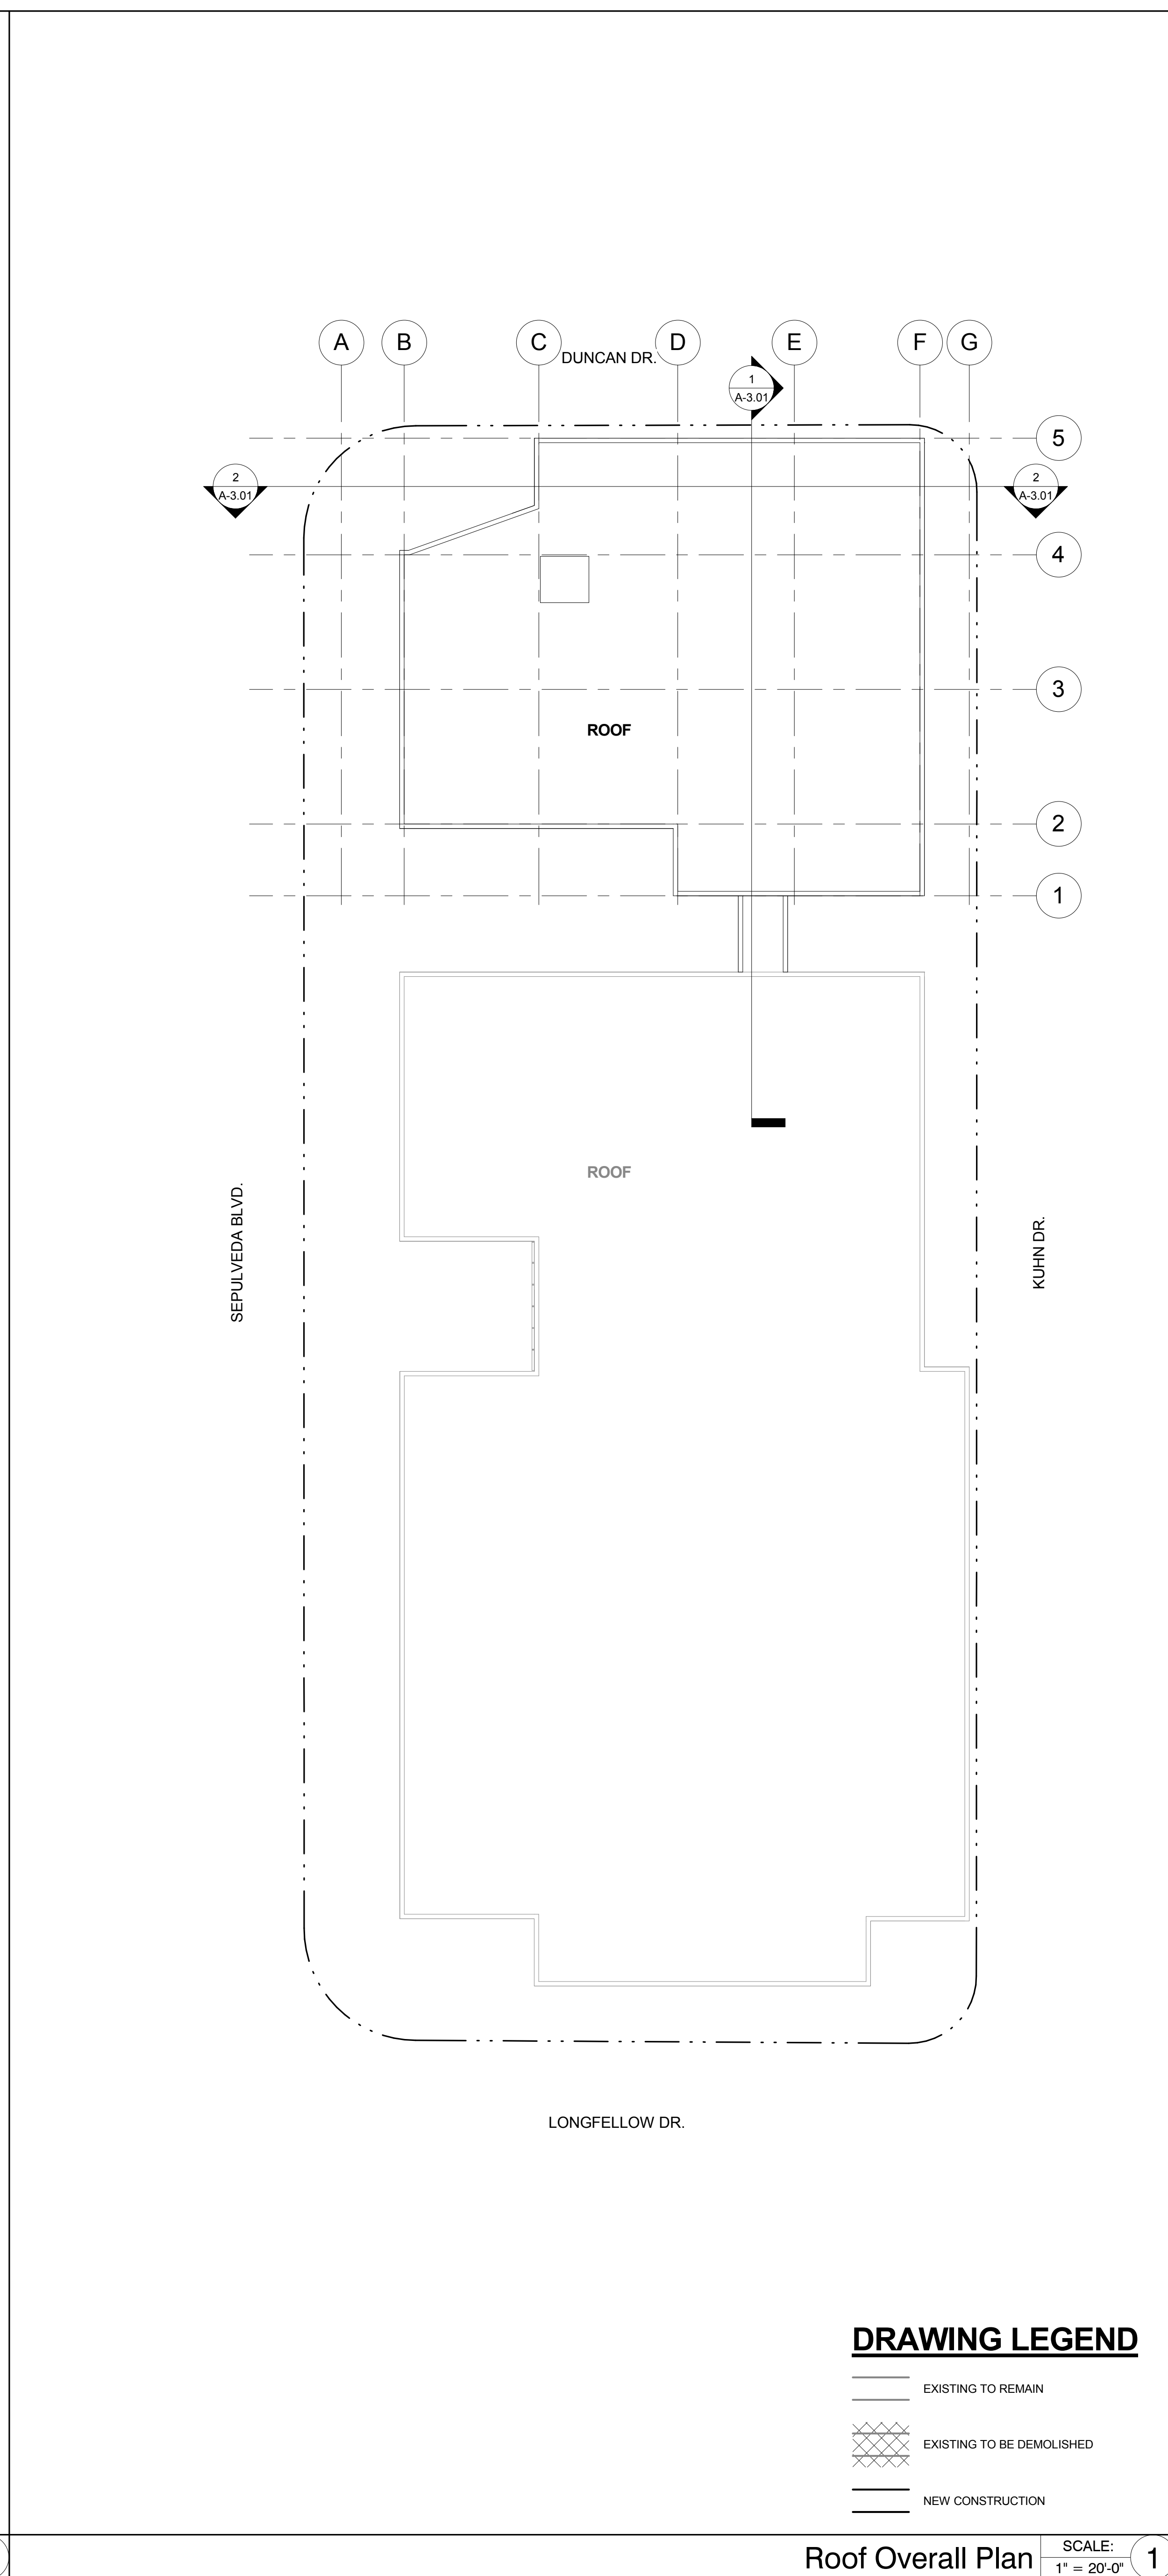 A B C D E F G
DUNCAN DR.
1
A-3.01
5
2
A-3.01
2
A-3.01
4
3
ROOF
2
1
ROOF
SEPULVEDA BLVD.
KUHN DR.
LONGFELLOW DR.
DRAWING LEGEND
EXISTING TO REMAIN
EXISTING TO BE DEMOLISHED
NEW CONSTRUCTION
Roof Overall Plan
SCALE:
1" = 20'-0"
1